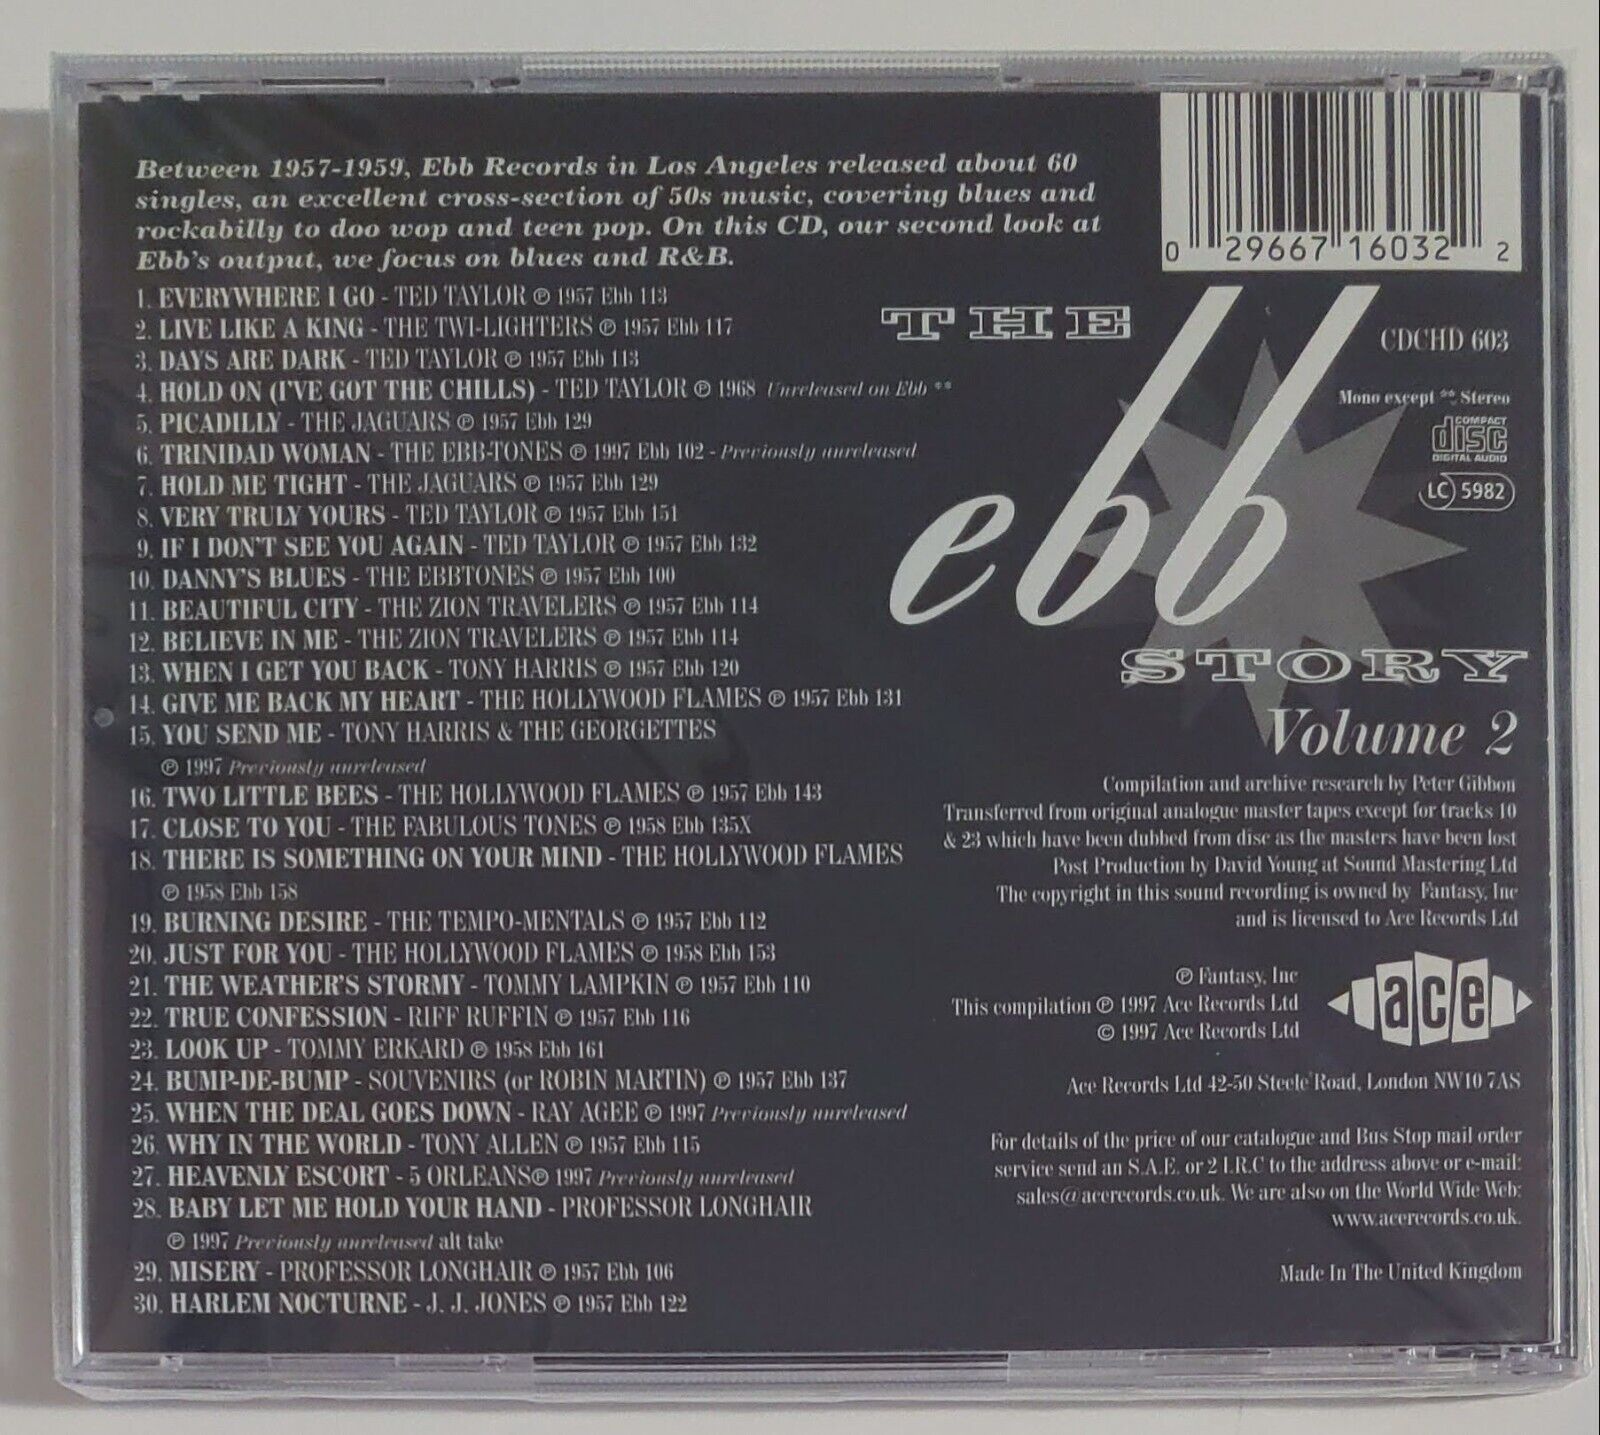 Between 1957-1959, Ebb Records in Los Angeles released about 60
singles, an excellent cross-section of 50s music, covering blues and
rockabilly to doo wop and teen pop. On this CD, our second look at
Ebb's output, we focus on blues and R&B.
1. EVERYWHERE I GO - TED TAYLOR ℗ 1957 Ebb 113
2. LIVE LIKE A KING - THE TWI-LIGHTERS ℗ 1957 Ebb 117
3. DAYS ARE DARK - TED TAYLOR ℗ 1957 Ebb 113
4. HOLD ON (I'VE GOT THE CHILLS) - TED TAYLOR ℗ 1968 Unreleased on Ebb **
5. PICADILLY - THE JAGUARS ℗ 1957 Ebb 129
6. TRINIDAD WOMAN - THE EBB-TONES ℗ 1997 Ebb 102 - Previously unreleased
7. HOLD ME TIGHT - THE JAGUARS ℗ 1957 Ebb 129
8. VERY TRULY YOURS - TED TAYLOR ℗ 1957 Ebb 151
9. IF I DON'T SEE YOU AGAIN - TED TAYLOR ℗ 1957 Ebb 132
10. DANNY'S BLUES - THE EBBTONES ℗ 1957 Ebb 100
11. BEAUTIFUL CITY - THE ZION TRAVELERS ℗ 1957 Ebb 114
12. BELIEVE IN ME - THE ZION TRAVELERS ℗ 1957 Ebb 114
13. WHEN I GET YOU BACK - TONY HARRIS ℗ 1957 Ebb 120
14. GIVE ME BACK MY HEART - THE HOLLYWOOD FLAMES ℗ 1957 Ebb 131
15. YOU SEND ME - TONY HARRIS & THE GEORGETTES
℗ 1997 Previously unreleased
16. TWO LITTLE BEES - THE HOLLYWOOD FLAMES ℗ 1957 Ebb 143
17. CLOSE TO YOU - THE FABULOUS TONES ℗ 1958 Ebb 135X
18. THERE IS SOMETHING ON YOUR MIND - THE HOLLYWOOD FLAMES
℗ 1958 Ebb 158
19. BURNING DESIRE - THE TEMPO-MENTALS ℗ 1957 Ebb 112
20. JUST FOR YOU - THE HOLLYWOOD FLAMES ℗ 1958 Ebb 153
21. THE WEATHER'S STORMY - TOMMY LAMPKIN ℗ 1957 Ebb 110
22. TRUE CONFESSION - RIFF RUFFIN ℗ 1957 Ebb 116
23. LOOK UP - TOMMY ERKARD ℗ 1958 Ebb 161
24. BUMP-DE-BUMP - SOUVENIRS (or ROBIN MARTIN) ℗ 1957 Ebb 137
25. WHEN THE DEAL GOES DOWN - RAY AGEE ℗ 1997 Previously unreleased
26. WHY IN THE WORLD - TONY ALLEN ℗ 1957 Ebb 115
27. HEAVENLY ESCORT - 5 ORLEANS℗ 1997 Previously unreleased
28. BABY LET ME HOLD YOUR HAND - PROFESSOR LONGHAIR
℗ 1997 Previously unreleased alt take
29. MISERY - PROFESSOR LONGHAIR ℗ 1957 Ebb 106
30. HARLEM NOCTURNE - J. J. JONES ℗ 1957 Ebb 122
0 29667 16032 2
THE
ebb
STORY
Volume 2
CDCHD 603
Mono except ** Stereo
COMPACT
disc
DIGITAL AUDIO
LC 5982
Compilation and archive research by Peter Gibbon
Transferred from original analogue master tapes except for tracks 10
& 23 which have been dubbed from disc as the masters have been lost
Post Production by David Young at Sound Mastering Ltd
The copyright in this sound recording is owned by Fantasy, Inc
and is licensed to Ace Records Ltd
℗ Fantasy, Inc
This compilation ℗ 1997 Ace Records Ltd
© 1997 Ace Records Ltd
ace
Ace Records Ltd 42-50 Steele Road, London NW10 7AS
For details of the price of our catalogue and Bus Stop mail order
service send an S.A.E. or 2 I.R.C to the address above or e-mail:
sales@acerecords.co.uk. We are also on the World Wide Web:
www.acerecords.co.uk.
Made In The United Kingdom